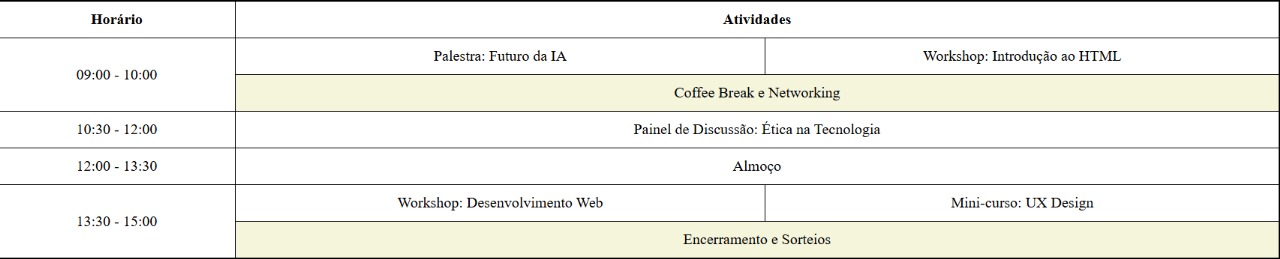 Horário Atividades
09:00 - 10:00 Palestra: Futuro da IA Workshop: Introdução ao HTML
Coffee Break e Networking
10:30 - 12:00 Painel de Discussão: Ética na Tecnologia
12:00 - 13:30 Almoço
13:30 - 15:00 Workshop: Desenvolvimento Web Mini-curso: UX Design
Encerramento e Sorteios